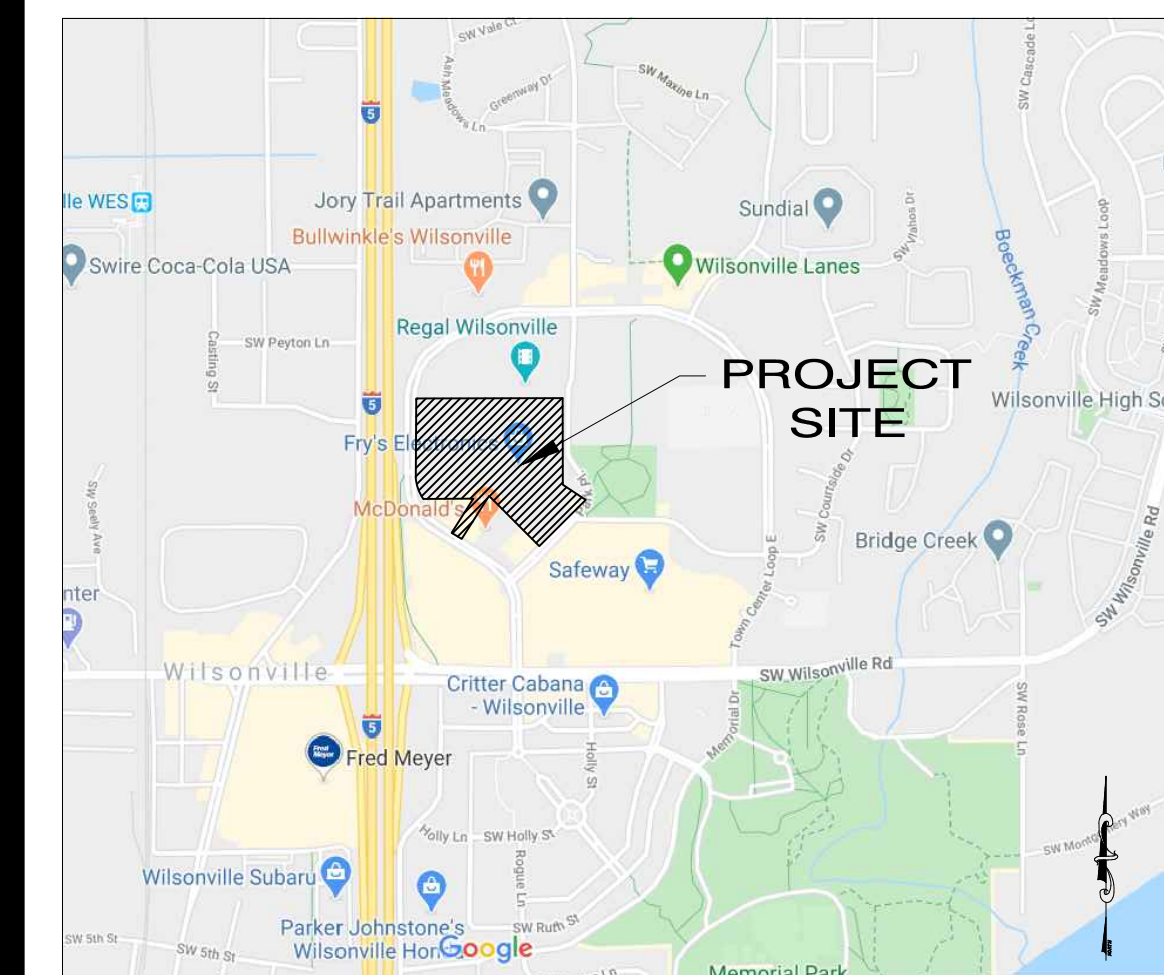 SW Vale Ct
Ash Meadows Ln
Greenway Dr
SW Maxine Ln
SW Cascade Lo
5
lle WES
Jory Trail Apartments
Sundial
SW Vlahos Dr
SW Meadows Loop
Bullwinkle's Wilsonville
Boeckman Creek
Swire Coca-Cola USA
Wilsonville Lanes
Regal Wilsonville
Casting St
SW Peyton Ln
PROJECT
SITE
5
Wilsonville High Sc
Fry's Electronics
SW Courtside Dr
SW Seely Ave
McDonald's
Bridge Creek
SW Wilsonville Rd
Safeway
Town Center Loop E
nter
Wilsonville
SW Wilsonville Rd
Critter Cabana
- Wilsonville
SW Rose Ln
Memorial Dr
5
Fred Meyer
Fred Meyer
Holly St
Holly Ln
SW Holly St
SW Montgomery Way
Rogue Ln
Wilsonville Subaru
Parker Johnstone's
Wilsonville Hon
Google
SW Ruth St
SW 5th St
SW 5th St
Memorial Park